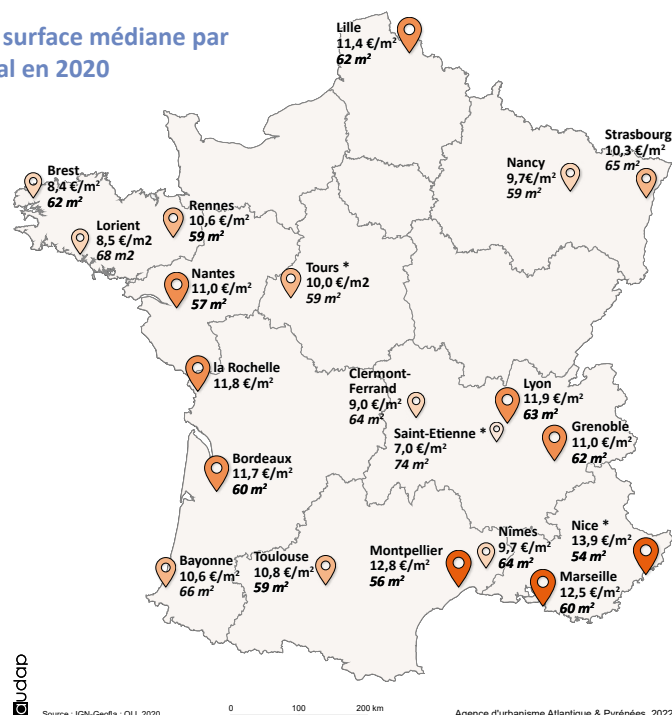 surface médiane par
al en 2020
Lille
11,4 €/m²
62 m²
Strasbourg
10,3 €/m²
65 m²
Nancy
9,7€/m²
59 m²
Brest
8,4 €/m²
62 m²
Rennes
10,6 €/m²
59 m²
Lorient
8,5 €/m2
68 m2
Nantes
11,0 €/m²
57 m²
Tours *
10,0 €/m2
59 m²
la Rochelle
11,8 €/m²
Clermont-
Ferrand
9,0 €/m²
64 m²
Lyon
11,9 €/m²
63 m²
Saint-Etienne *
7,0 €/m²
74 m²
Grenoble
11,0 €/m²
62 m²
Bordeaux
11,7 €/m²
60 m²
Nîmes
9,7 €/m²
64 m²
Nice *
13,9 €/m²
54 m²
Bayonne
10,6 €/m²
66 m²
Toulouse
10,8 €/m²
59 m²
Montpellier
12,8 €/m²
56 m²
Marseille
12,5 €/m²
60 m²
audap
Source : IGN-Geofla ; OLL 2020
0 100 200 km
Agence d'urbanisme Atlantique & Pyrénées, 2022